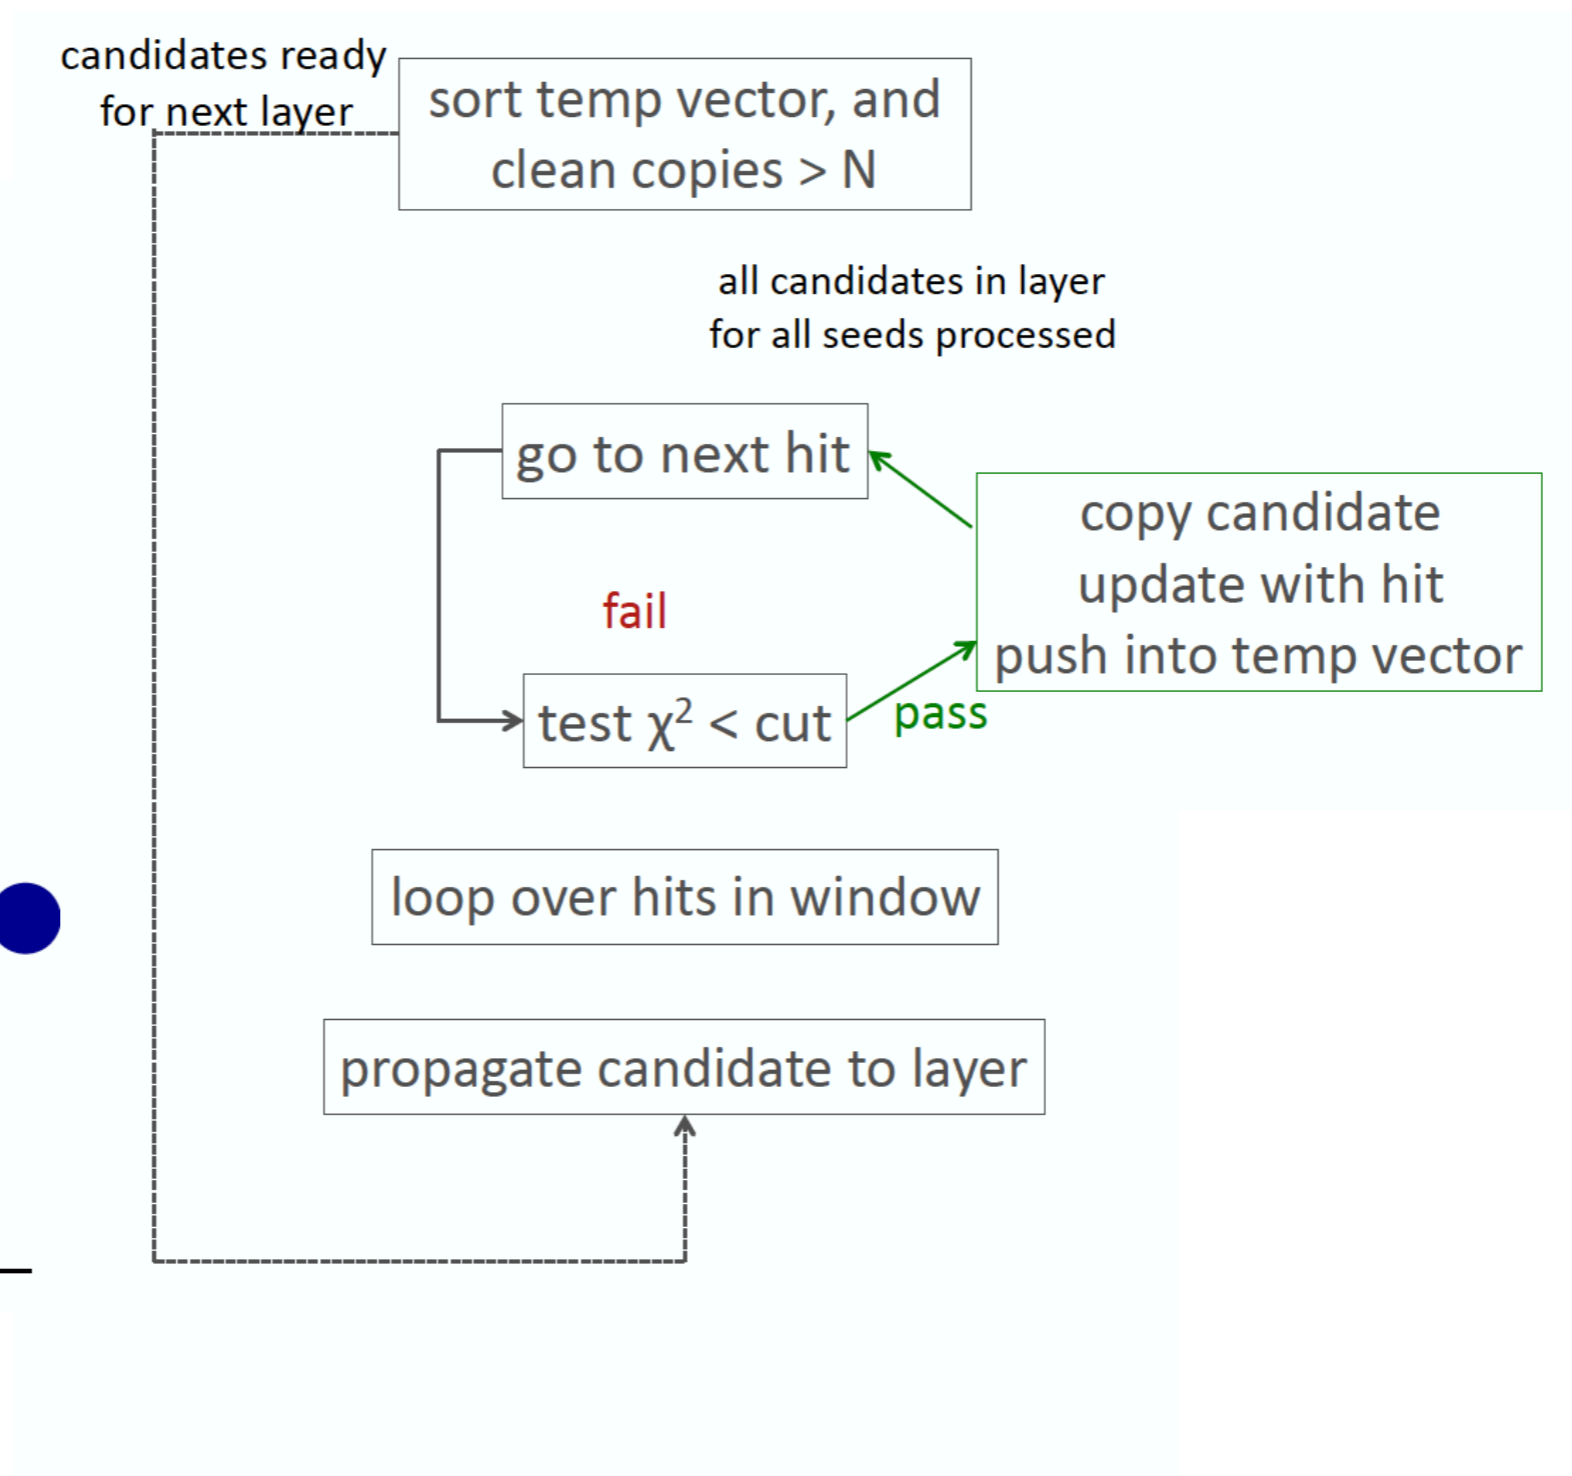 candidates ready
for next layer
sort temp vector, and
clean copies > N
all candidates in layer
for all seeds processed
go to next hit
copy candidate
update with hit
push into temp vector
fail
pass
test χ² < cut
loop over hits in window
propagate candidate to layer